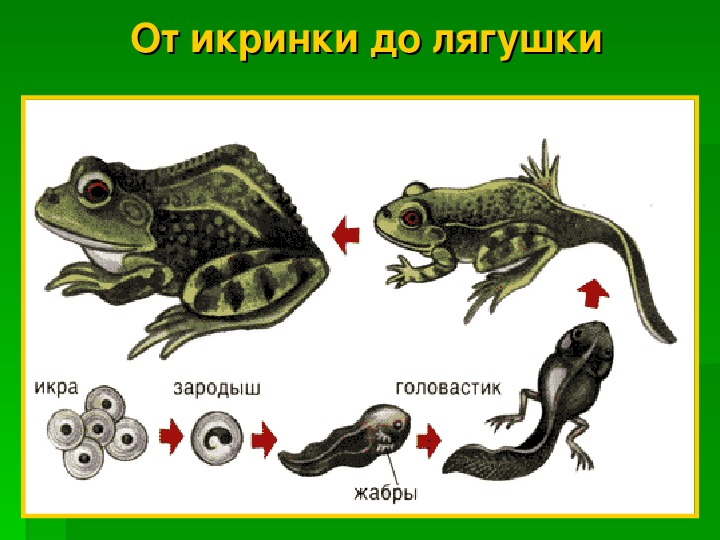 От икринки до лягушки
икра
зародыш
головастик
жабры